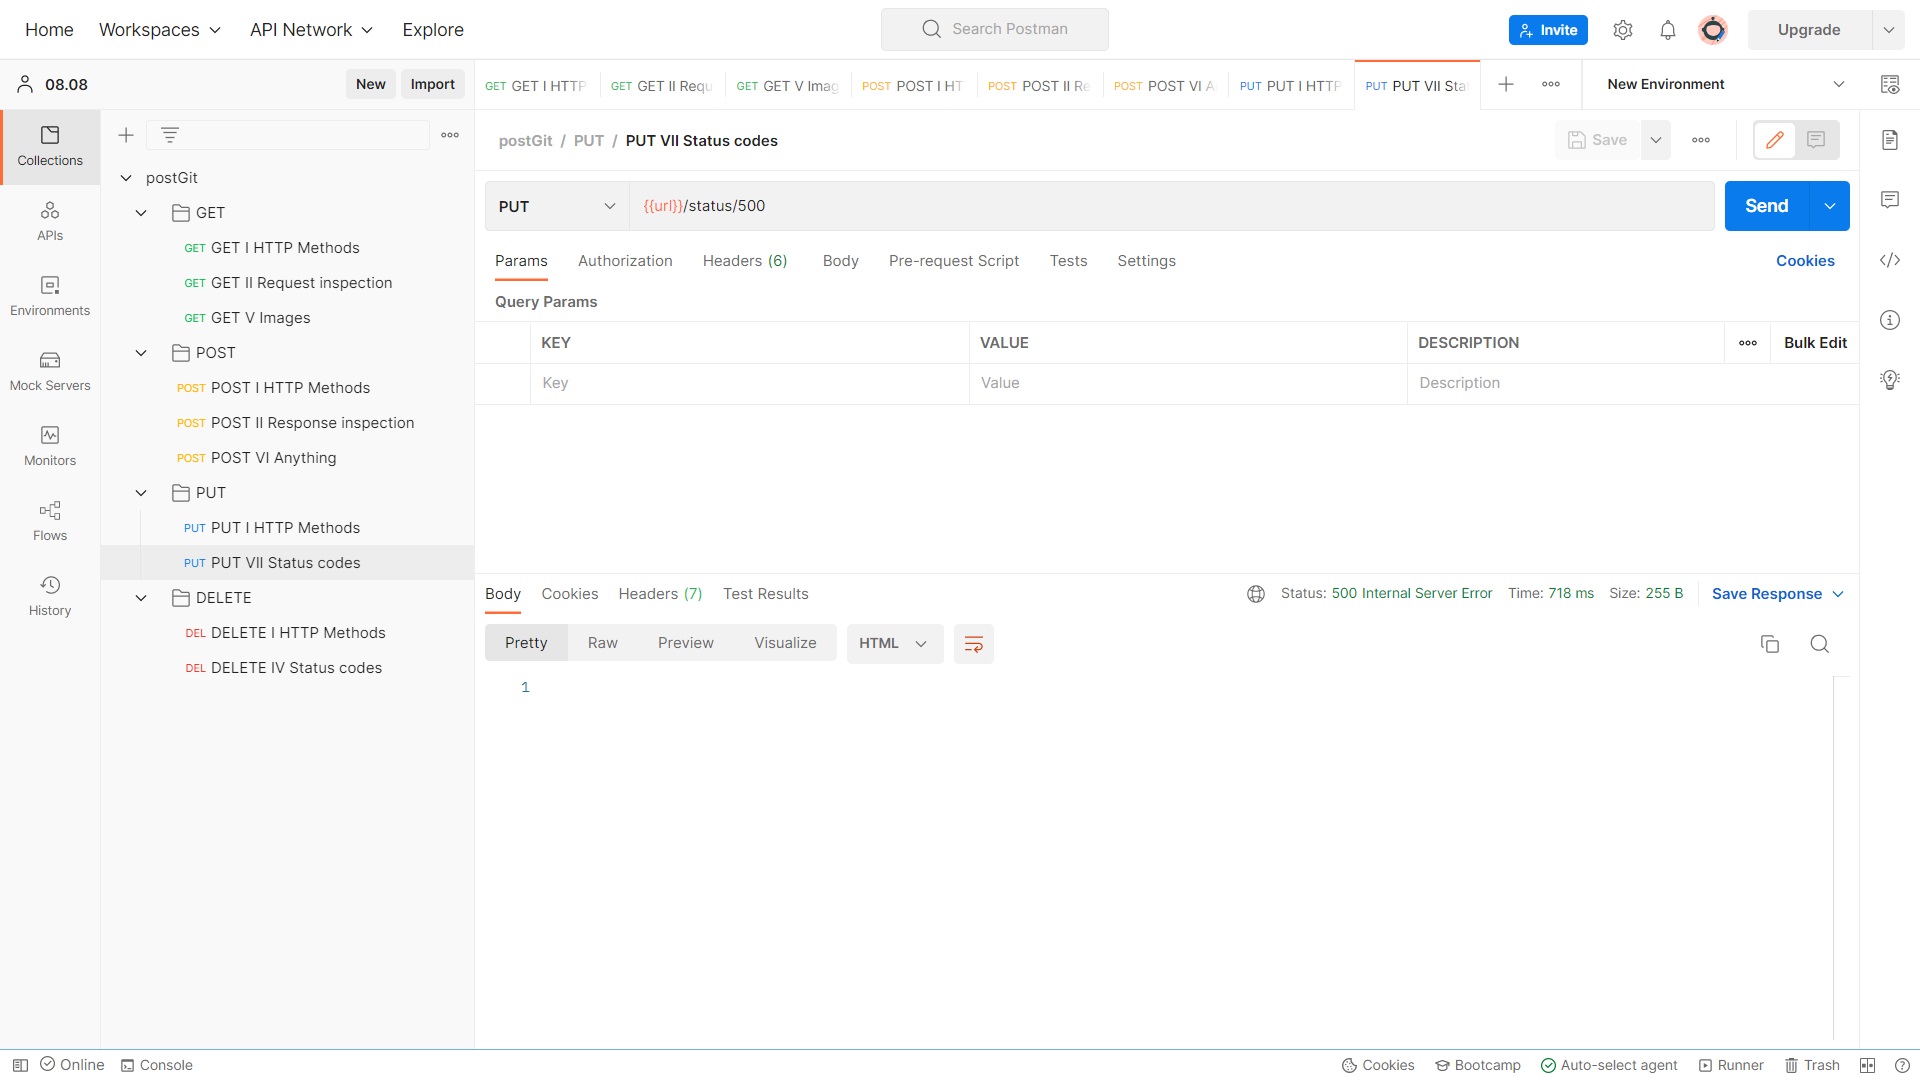 Home Workspaces API Network Explore Search Postman Invite Upgrade
08.08 New Import GET GET I HTTP GET GET II Requ GET GET V Imag POST POST I HT POST POST II Re POST POST VI A PUT PUT I HTTP PUT PUT VII Sta New Environment
postGit / PUT / PUT VII Status codes Save
Collections
APIs
Environments
Mock Servers
Monitors
Flows
History
postGit
GET
GET GET I HTTP Methods
GET GET II Request inspection
GET GET V Images
POST
POST POST I HTTP Methods
POST POST II Response inspection
POST POST VI Anything
PUT
PUT PUT I HTTP Methods
PUT PUT VII Status codes
DELETE
DEL DELETE I HTTP Methods
DEL DELETE IV Status codes
PUT {{url}}/status/500 Send
Params Authorization Headers (6) Body Pre-request Script Tests Settings Cookies
Query Params
KEY VALUE DESCRIPTION Bulk Edit
Key Value Description
Body Cookies Headers (7) Test Results Status: 500 Internal Server Error Time: 718 ms Size: 255 B Save Response
Pretty Raw Preview Visualize HTML
1
Online Console Cookies Bootcamp Auto-select agent Runner Trash